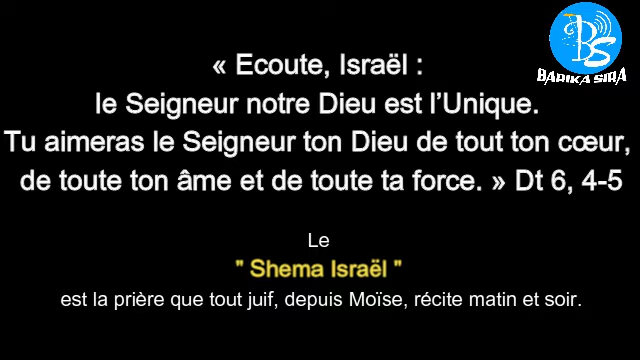 « Ecoute, Israël :
le Seigneur notre Dieu est l’Unique.
Tu aimeras le Seigneur ton Dieu de tout ton cœur,
de toute ton âme et de toute ta force. » Dt 6, 4-5
Le
" Shema Israël "
est la prière que tout juif, depuis Moïse, récite matin et soir.
BS
BARIKA SIRA